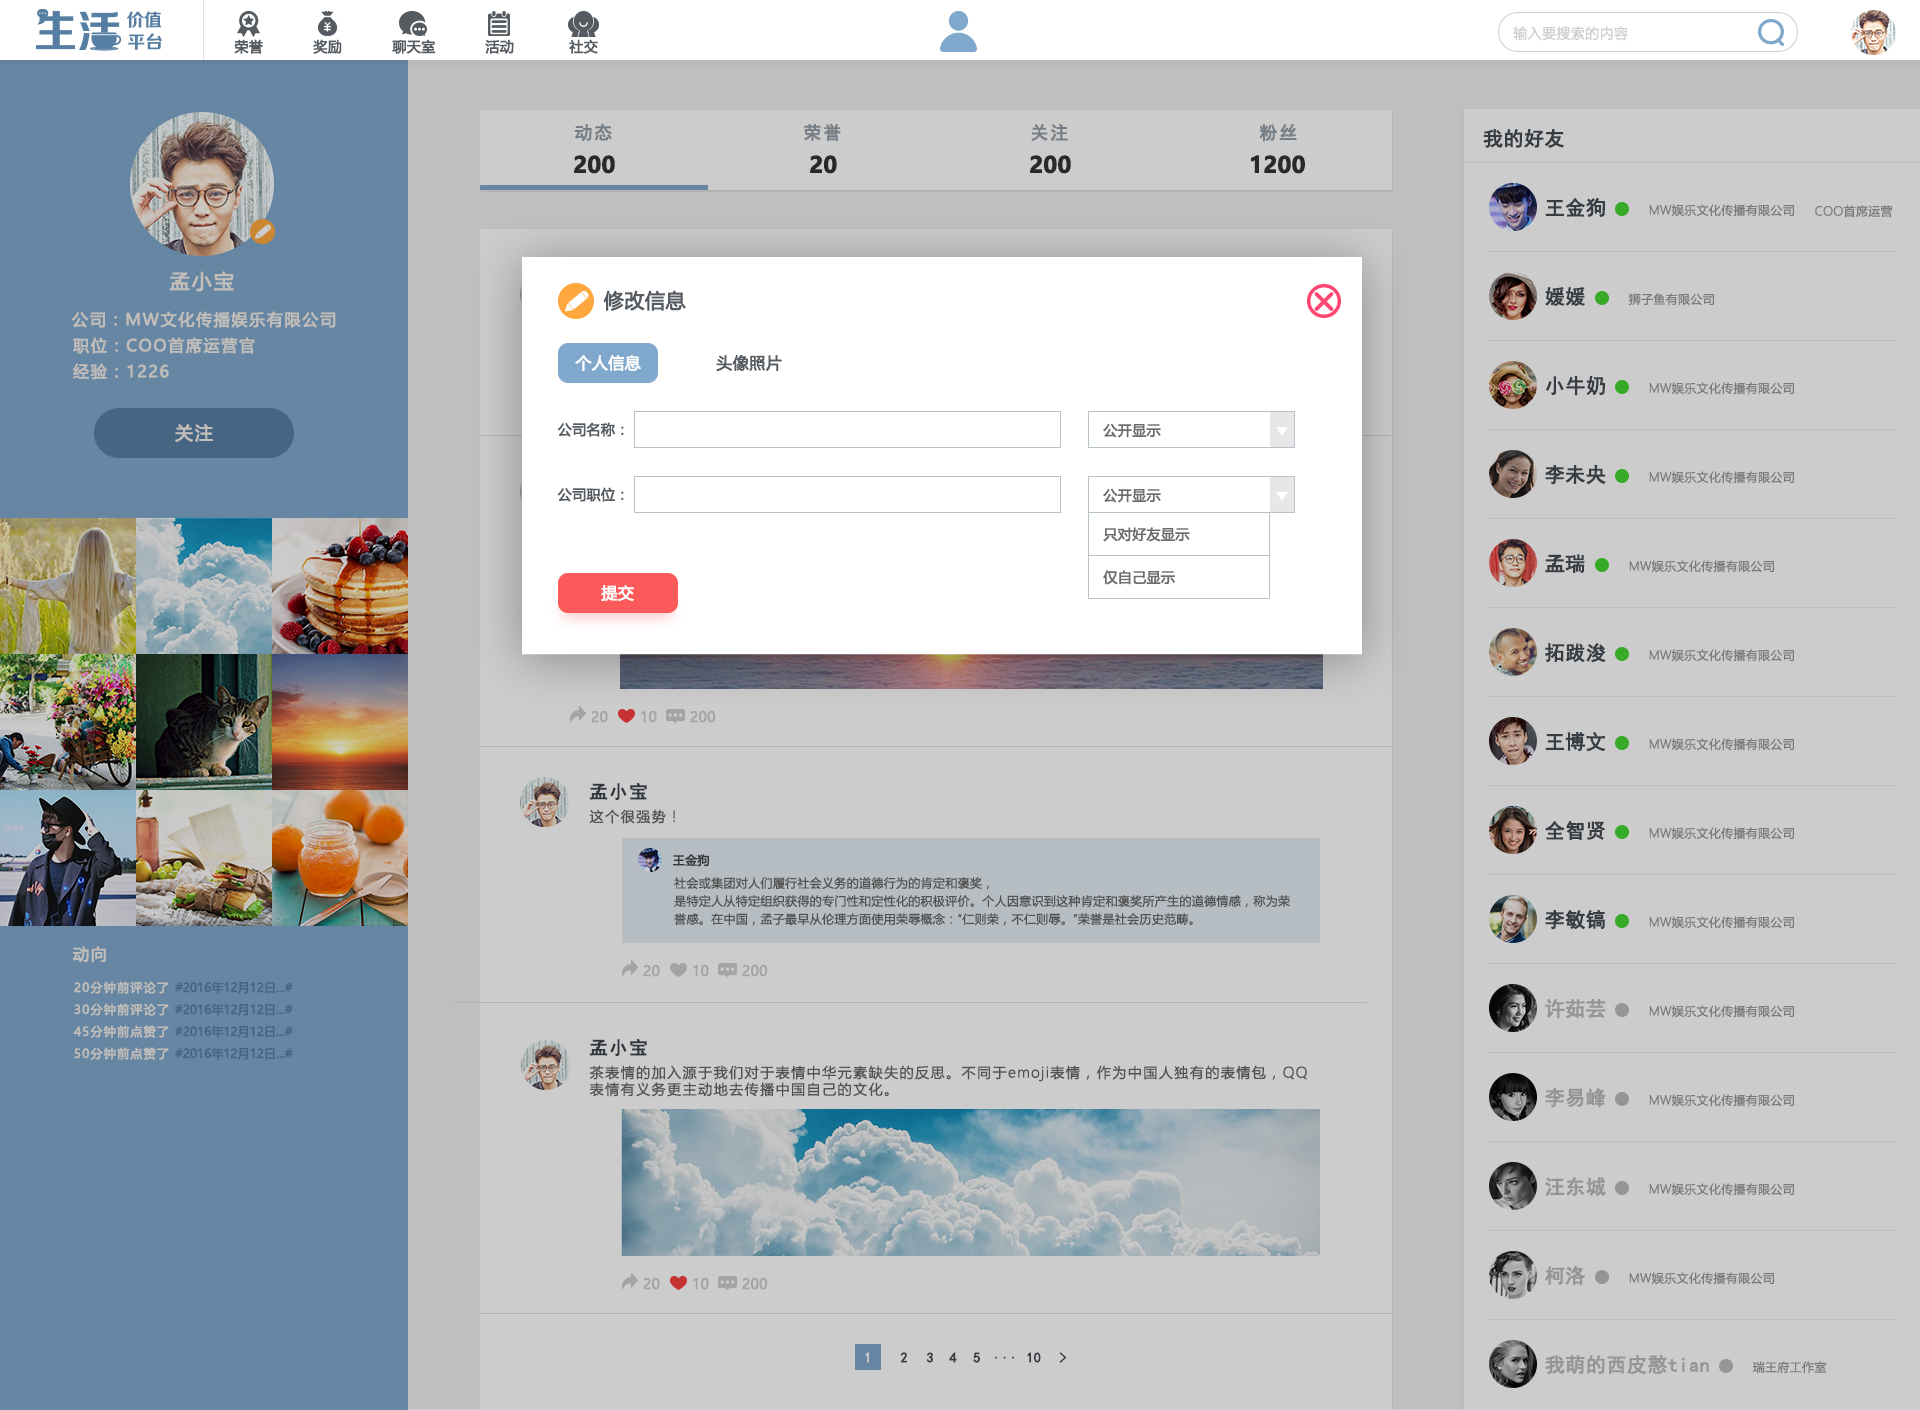 生活 价值平台
荣誉 奖励 聊天室 活动 社交
输入要搜索的内容
孟小宝
公司：MW文化传播娱乐有限公司
职位：COO首席运营官
经验：1226
关注
动向
20分钟前评论了 #2016年12月12日...#
30分钟前评论了 #2016年12月12日...#
45分钟前点赞了 #2016年12月12日...#
50分钟前点赞了 #2016年12月12日...#
动态 荣誉 关注 粉丝
200 20 200 1200
修改信息
个人信息 头像照片
公司名称： 公开显示
公司职位： 公开显示
只对好友显示
仅自己显示
提交
20 10 200
孟小宝
这个很强势！
王金狗
社会或集团对人们履行社会义务的道德行为的肯定和褒奖，
是特定人从特定组织获得的专门性和定性化的积极评价。个人因意识到这种肯定和褒奖所产生的道德情感，称为荣
誉感。在中国，孟子最早从伦理方面使用荣辱概念：“仁则荣，不仁则辱。”荣誉是社会历史范畴。
20 10 200
孟小宝
茶表情的加入源于我们对于表情中华元素缺失的反思。不同于emoji表情，作为中国人独有的表情包，QQ
表情有义务更主动地去传播中国自己的文化。
20 10 200
1 2 3 4 5 ··· 10 >
我的好友
王金狗 MW娱乐文化传播有限公司 COO首席运营
媛媛 狮子鱼有限公司
小牛奶 MW娱乐文化传播有限公司
李未央 MW娱乐文化传播有限公司
孟瑞 MW娱乐文化传播有限公司
拓跋浚 MW娱乐文化传播有限公司
王博文 MW娱乐文化传播有限公司
全智贤 MW娱乐文化传播有限公司
李敏镐 MW娱乐文化传播有限公司
许茹芸 MW娱乐文化传播有限公司
李易峰 MW娱乐文化传播有限公司
汪东城 MW娱乐文化传播有限公司
柯洛 MW娱乐文化传播有限公司
我萌的西皮憨tian 瑞王府工作室